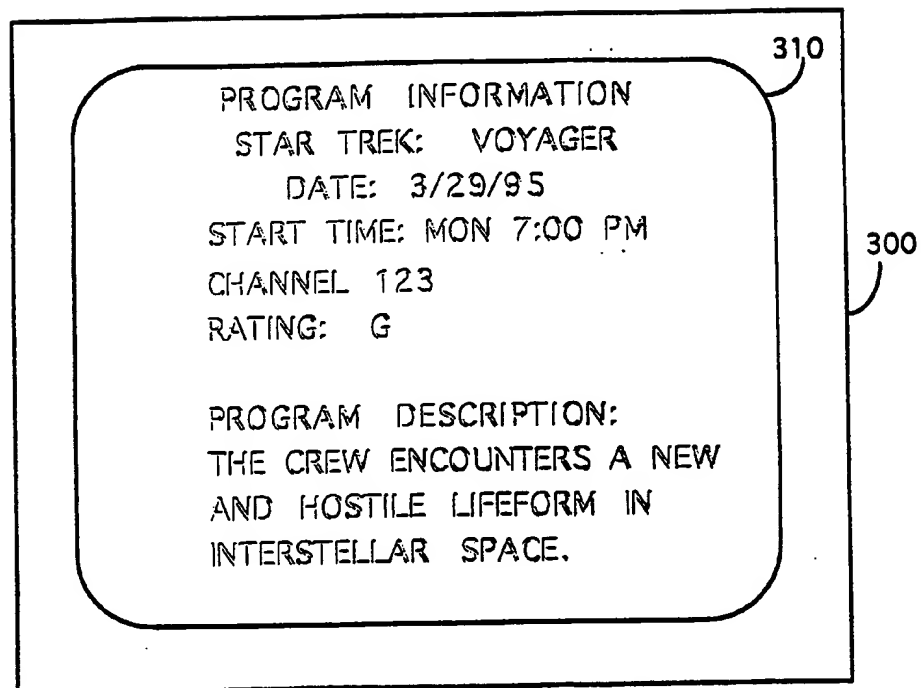 310
PROGRAM INFORMATION
STAR TREK: VOYAGER
DATE: 3/29/95
START TIME: MON 7:00 PM
300
CHANNEL 123
RATING: G
PROGRAM DESCRIPTION:
THE CREW ENCOUNTERS A NEW
AND HOSTILE LIFEFORM IN
INTERSTELLAR SPACE.